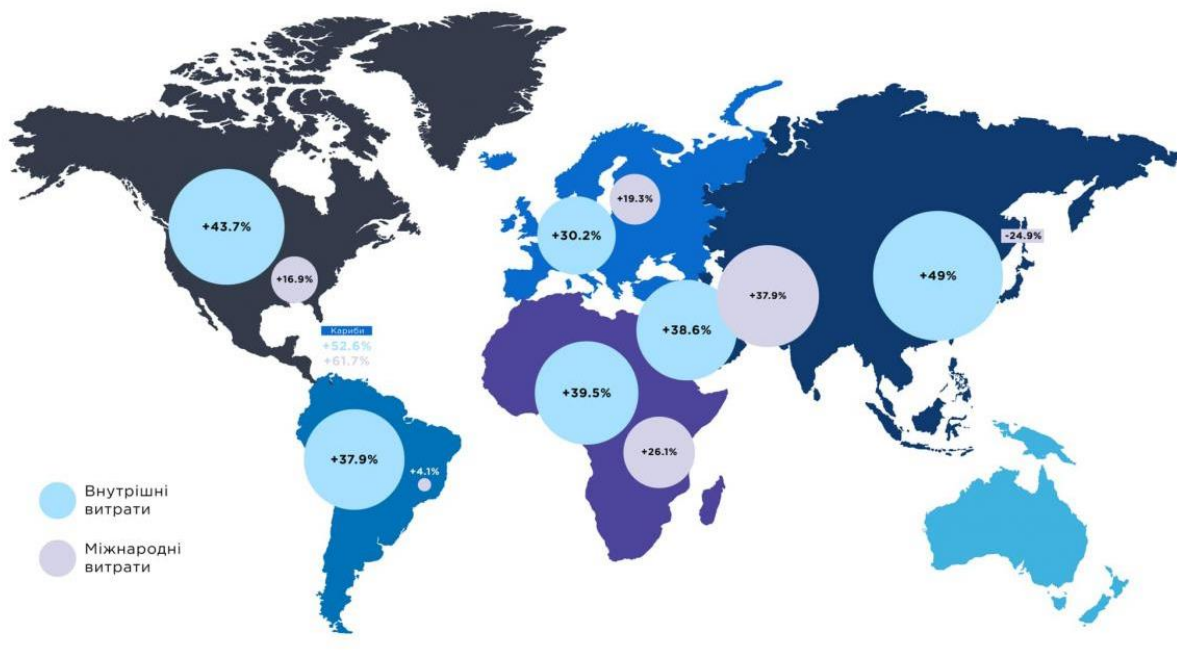 +43.7%
+16.9%
+19.3%
+30.2%
-24.9%
+49%
+37.9%
+38.6%
Кариби
+52.6%
+61.7%
+39.5%
+26.1%
+37.9%
+4.1%
Внутрішні
витрати
Міжнародні
витрати